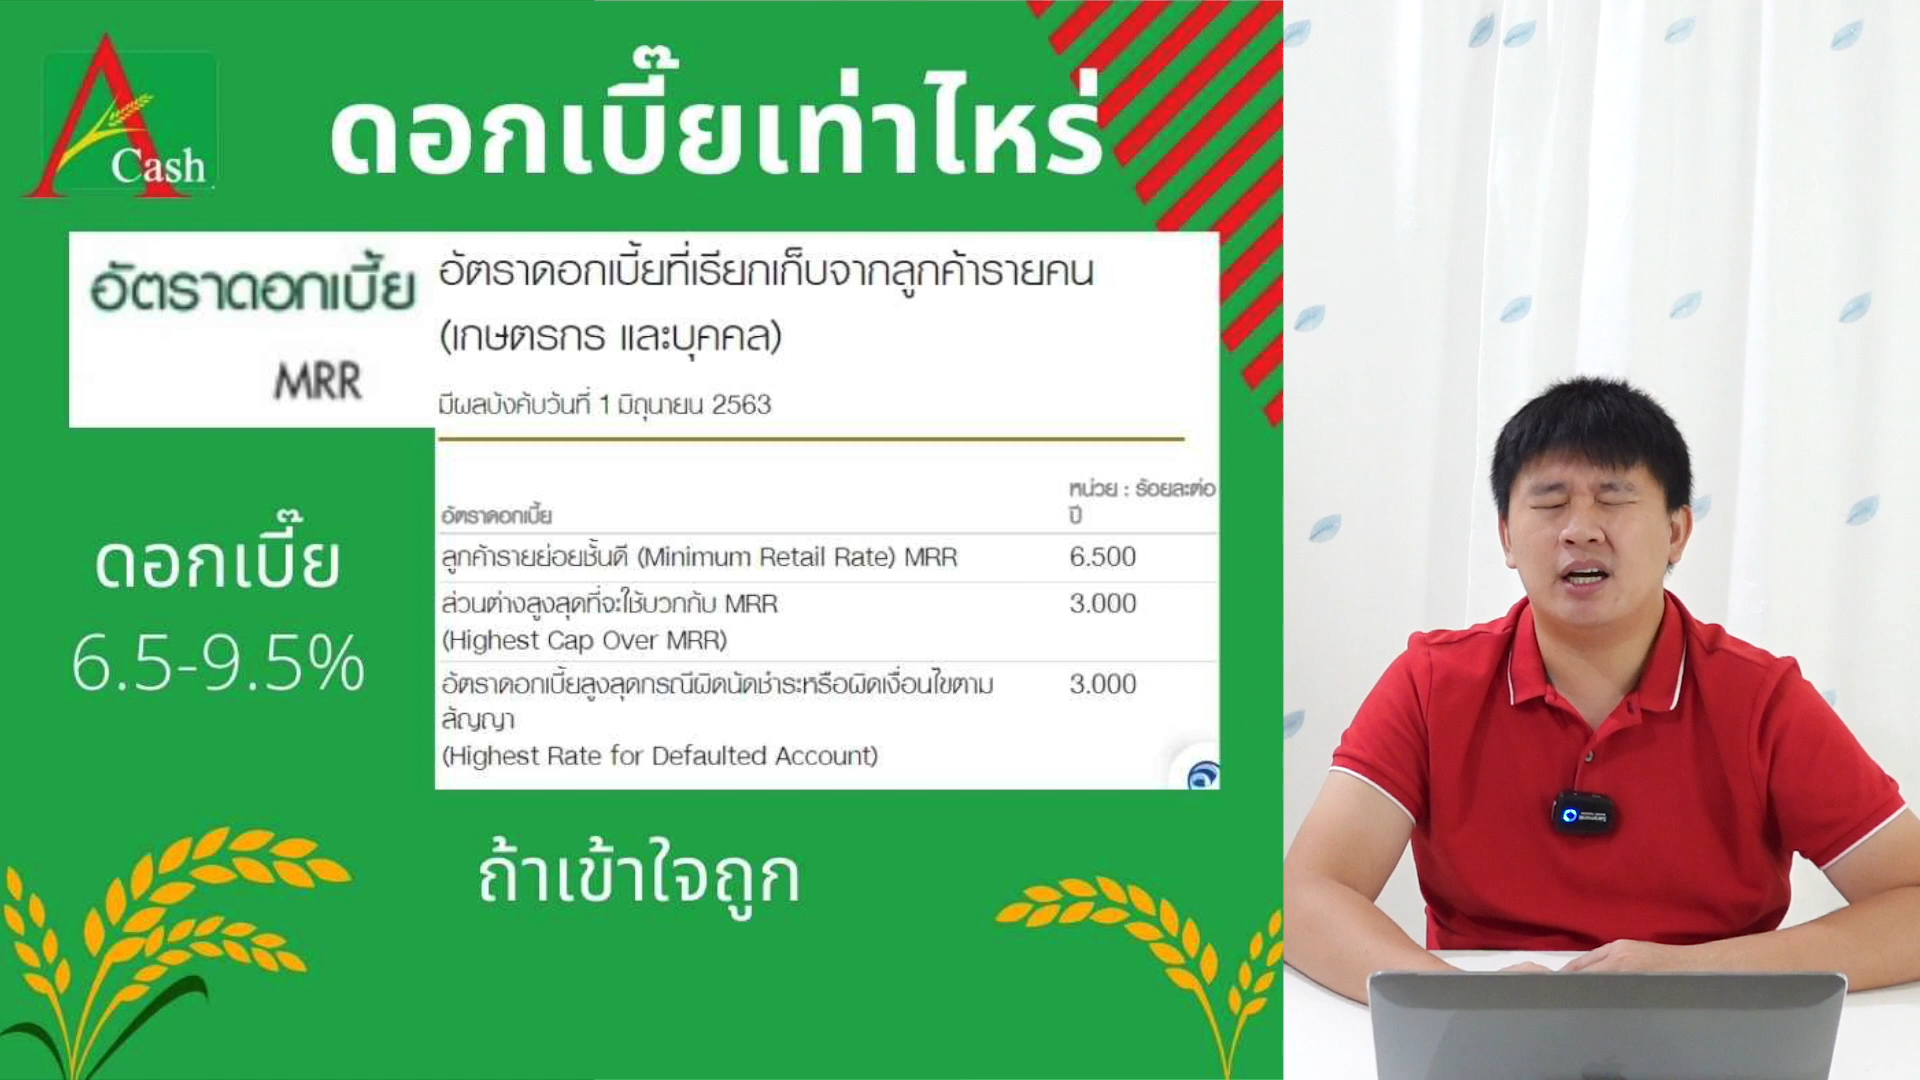 A
Cash
ดอกเบี๊ยเท่าไหร่
อัตราดอกเบี้ย
MRR
อัตราดอกเบี้ยที่เรียกเก็บจากลูกค้ารายคน
(เกษตรกร และบุคคล)
มีผลบังคับวันที่ 1 มิถุนายน 2563
อัตราดอกเบี้ย
หน่วย : ร้อยละต่อ
ปี
ลูกค้ารายย่อยชั้นดี (Minimum Retail Rate) MRR 6.500
ส่วนต่างสูงสุดที่จะใช้บวกกับ MRR 3.000
(Highest Cap Over MRR)
อัตราดอกเบี้ยสูงสุดกรณีผิดนัดชำระหรือผิดเงื่อนไขตาม 3.000
สัญญา
(Highest Rate for Defaulted Account)
ดอกเบี๊ย
6.5-9.5%
ถ้าเข้าใจถูก